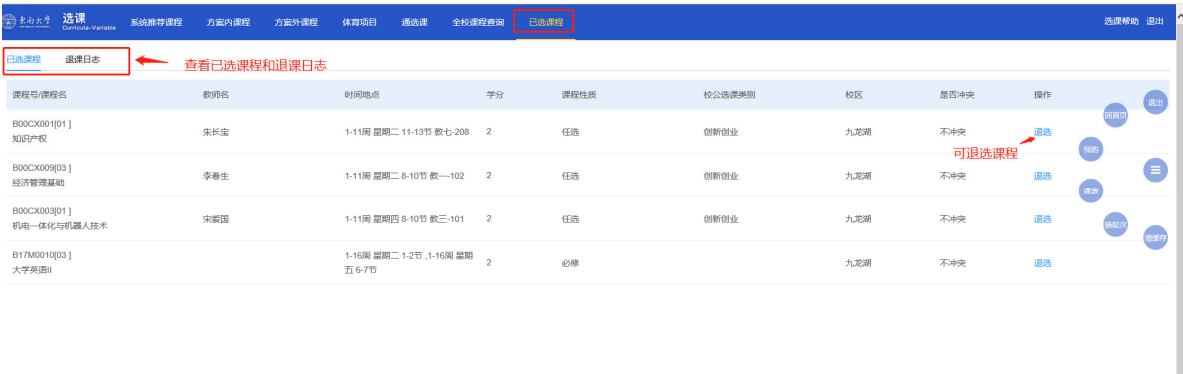 东南大学 选课 系统推荐课程 方案内课程 方案外课程 体育项目 通选课 全校课程查询 已选课程 选课帮助 退出
Curricula-Variable
已选课程 退课日志 查看已选课程和退课日志
课程号/课程名 教师名 时间地点 学分 课程性质 校公选课类别 校区 是否冲突 操作
退出
回首页
B00CX001[01 ]
知识产权 朱长宝 1-11周 星期二 11-13节 教七-208 2 任选 创新创业 九龙湖 不冲突 退选
可退选课程
我的
B00CX009[03 ]
经济管理基础 李春生 1-11周 星期二 8-10节 教一-102 2 任选 创新创业 九龙湖 不冲突 退选
课表
B00CX003[01 ]
机电一体化与机器人技术 宋爱国 1-11周 星期四 8-10节 教三-101 2 任选 创新创业 九龙湖 不冲突 退选
换轮次
清缓存
B17M0010[03 ] 1-16周 星期二 1-2节 ,1-16周 星期
大学英语II 五 6-7节 2 必修 九龙湖 不冲突 退选